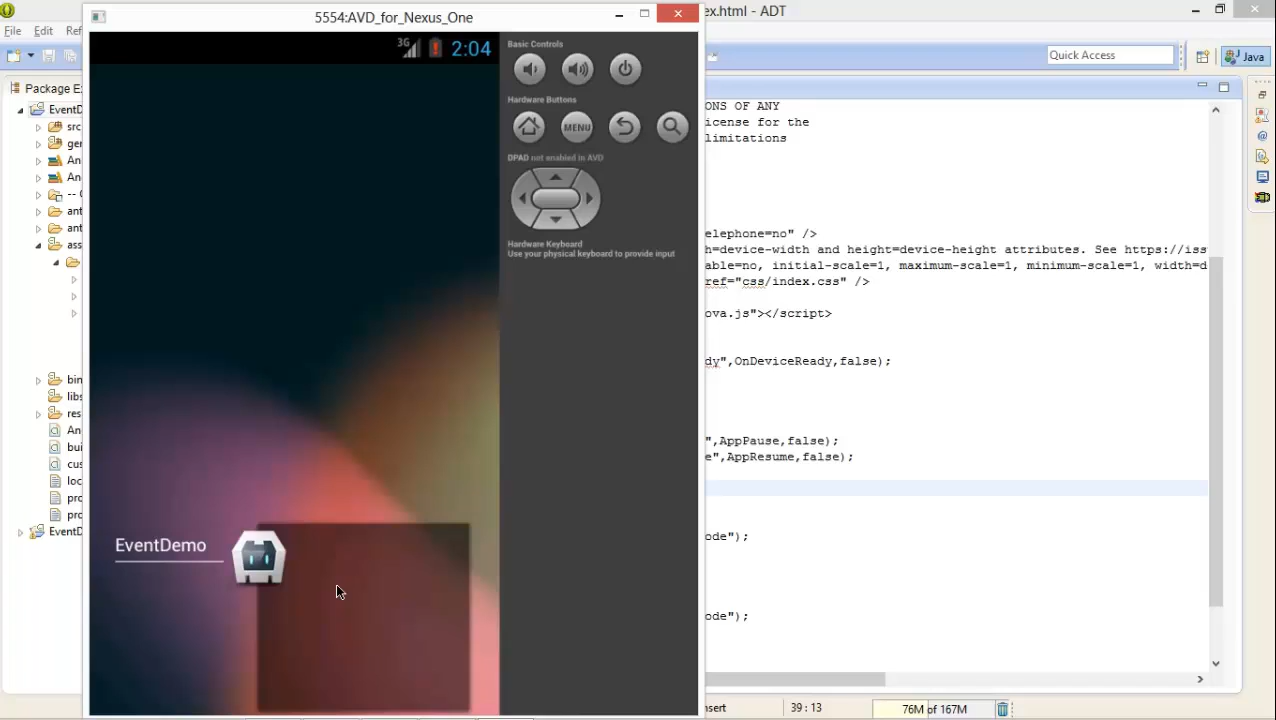 5554:AVD_for_Nexus_One
ex.html - ADT
File
Edit
Quick Access
Java
3G
2:04
Basic Controls
Hardware Buttons
MENU
DPAD not enabled in AVD
Hardware Keyboard
Use your physical keyboard to provide input
EventDemo
Package Ex
EventD
src
ger
An
An
-- C
ant
ant
ass
bin
libs
res
An
bui
cus
loc
pro
pro
EventD
ONS OF ANY
icense for the
limitations
elephone=no" />
h=device-width and height=device-height attributes. See https://iss
able=no, initial-scale=1, maximum-scale=1, minimum-scale=1, width=d
ref="css/index.css" />
ova.js"></script>
dy",OnDeviceReady,false);
",AppPause,false);
e",AppResume,false);
ode");
ode");
nsert
39 : 13
76M of 167M